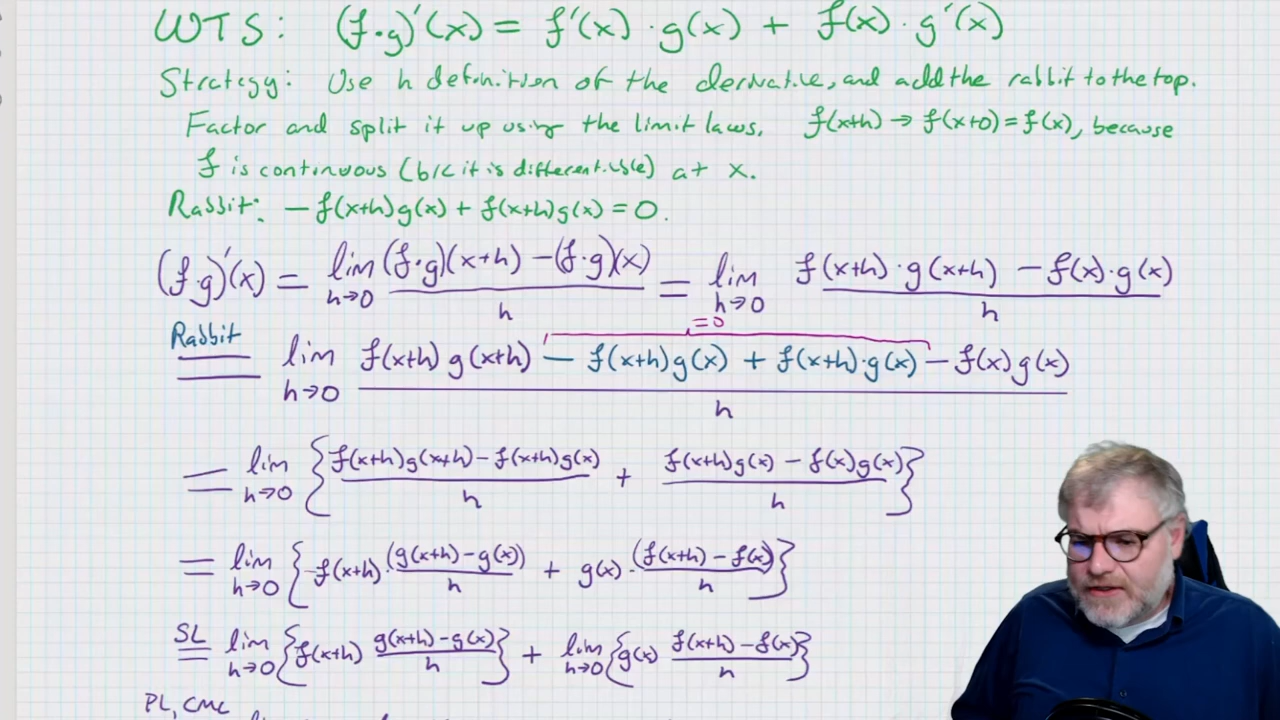 WTS: (f·g)'(x) = f'(x)·g(x) + f(x)·g'(x)
Strategy: Use h definition of the derivative, and add the rabbit to the top.
Factor and split it up using the limit laws. f(x+h) → f(x+0) = f(x), because
f is continuous (b/c it is differentiable) at x.
Rabbit: -f(x+h)g(x) + f(x+h)g(x) = 0.
(f·g)'(x) = lim h→0 (f·g)(x+h) - (f·g)(x) / h = lim h→0 f(x+h)·g(x+h) - f(x)·g(x) / h
=0
Rabbit = lim h→0 f(x+h) g(x+h) - f(x+h)g(x) + f(x+h)·g(x) - f(x)g(x) / h
= lim h→0 { f(x+h)g(x+h) - f(x+h)g(x) / h + f(x+h)g(x) - f(x)g(x) / h }
= lim h→0 { f(x+h)·(g(x+h) - g(x)) / h + g(x)·(f(x+h) - f(x)) / h }
SL = lim h→0 { f(x+h) g(x+h) - g(x) / h } + lim h→0 { g(x) f(x+h) - f(x) / h }
PL, CML